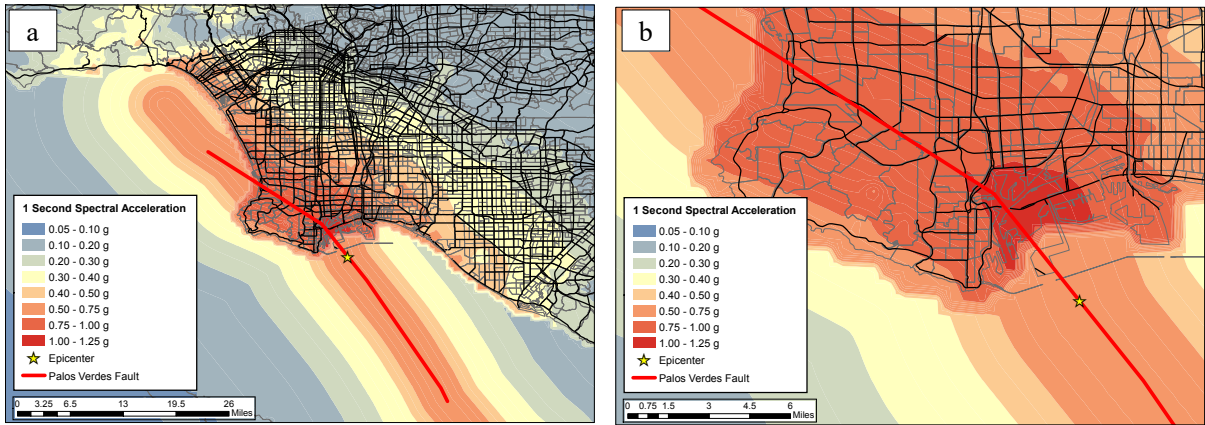 a
1 Second Spectral Acceleration
0.05 - 0.10 g
0.10 - 0.20 g
0.20 - 0.30 g
0.30 - 0.40 g
0.40 - 0.50 g
0.50 - 0.75 g
0.75 - 1.00 g
1.00 - 1.25 g
Epicenter
Palos Verdes Fault
0 3.25 6.5 13 19.5 26
Miles
b
1 Second Spectral Acceleration
0.05 - 0.10 g
0.10 - 0.20 g
0.20 - 0.30 g
0.30 - 0.40 g
0.40 - 0.50 g
0.50 - 0.75 g
0.75 - 1.00 g
1.00 - 1.25 g
Epicenter
Palos Verdes Fault
0 0.75 1.5 3 4.5 6
Miles